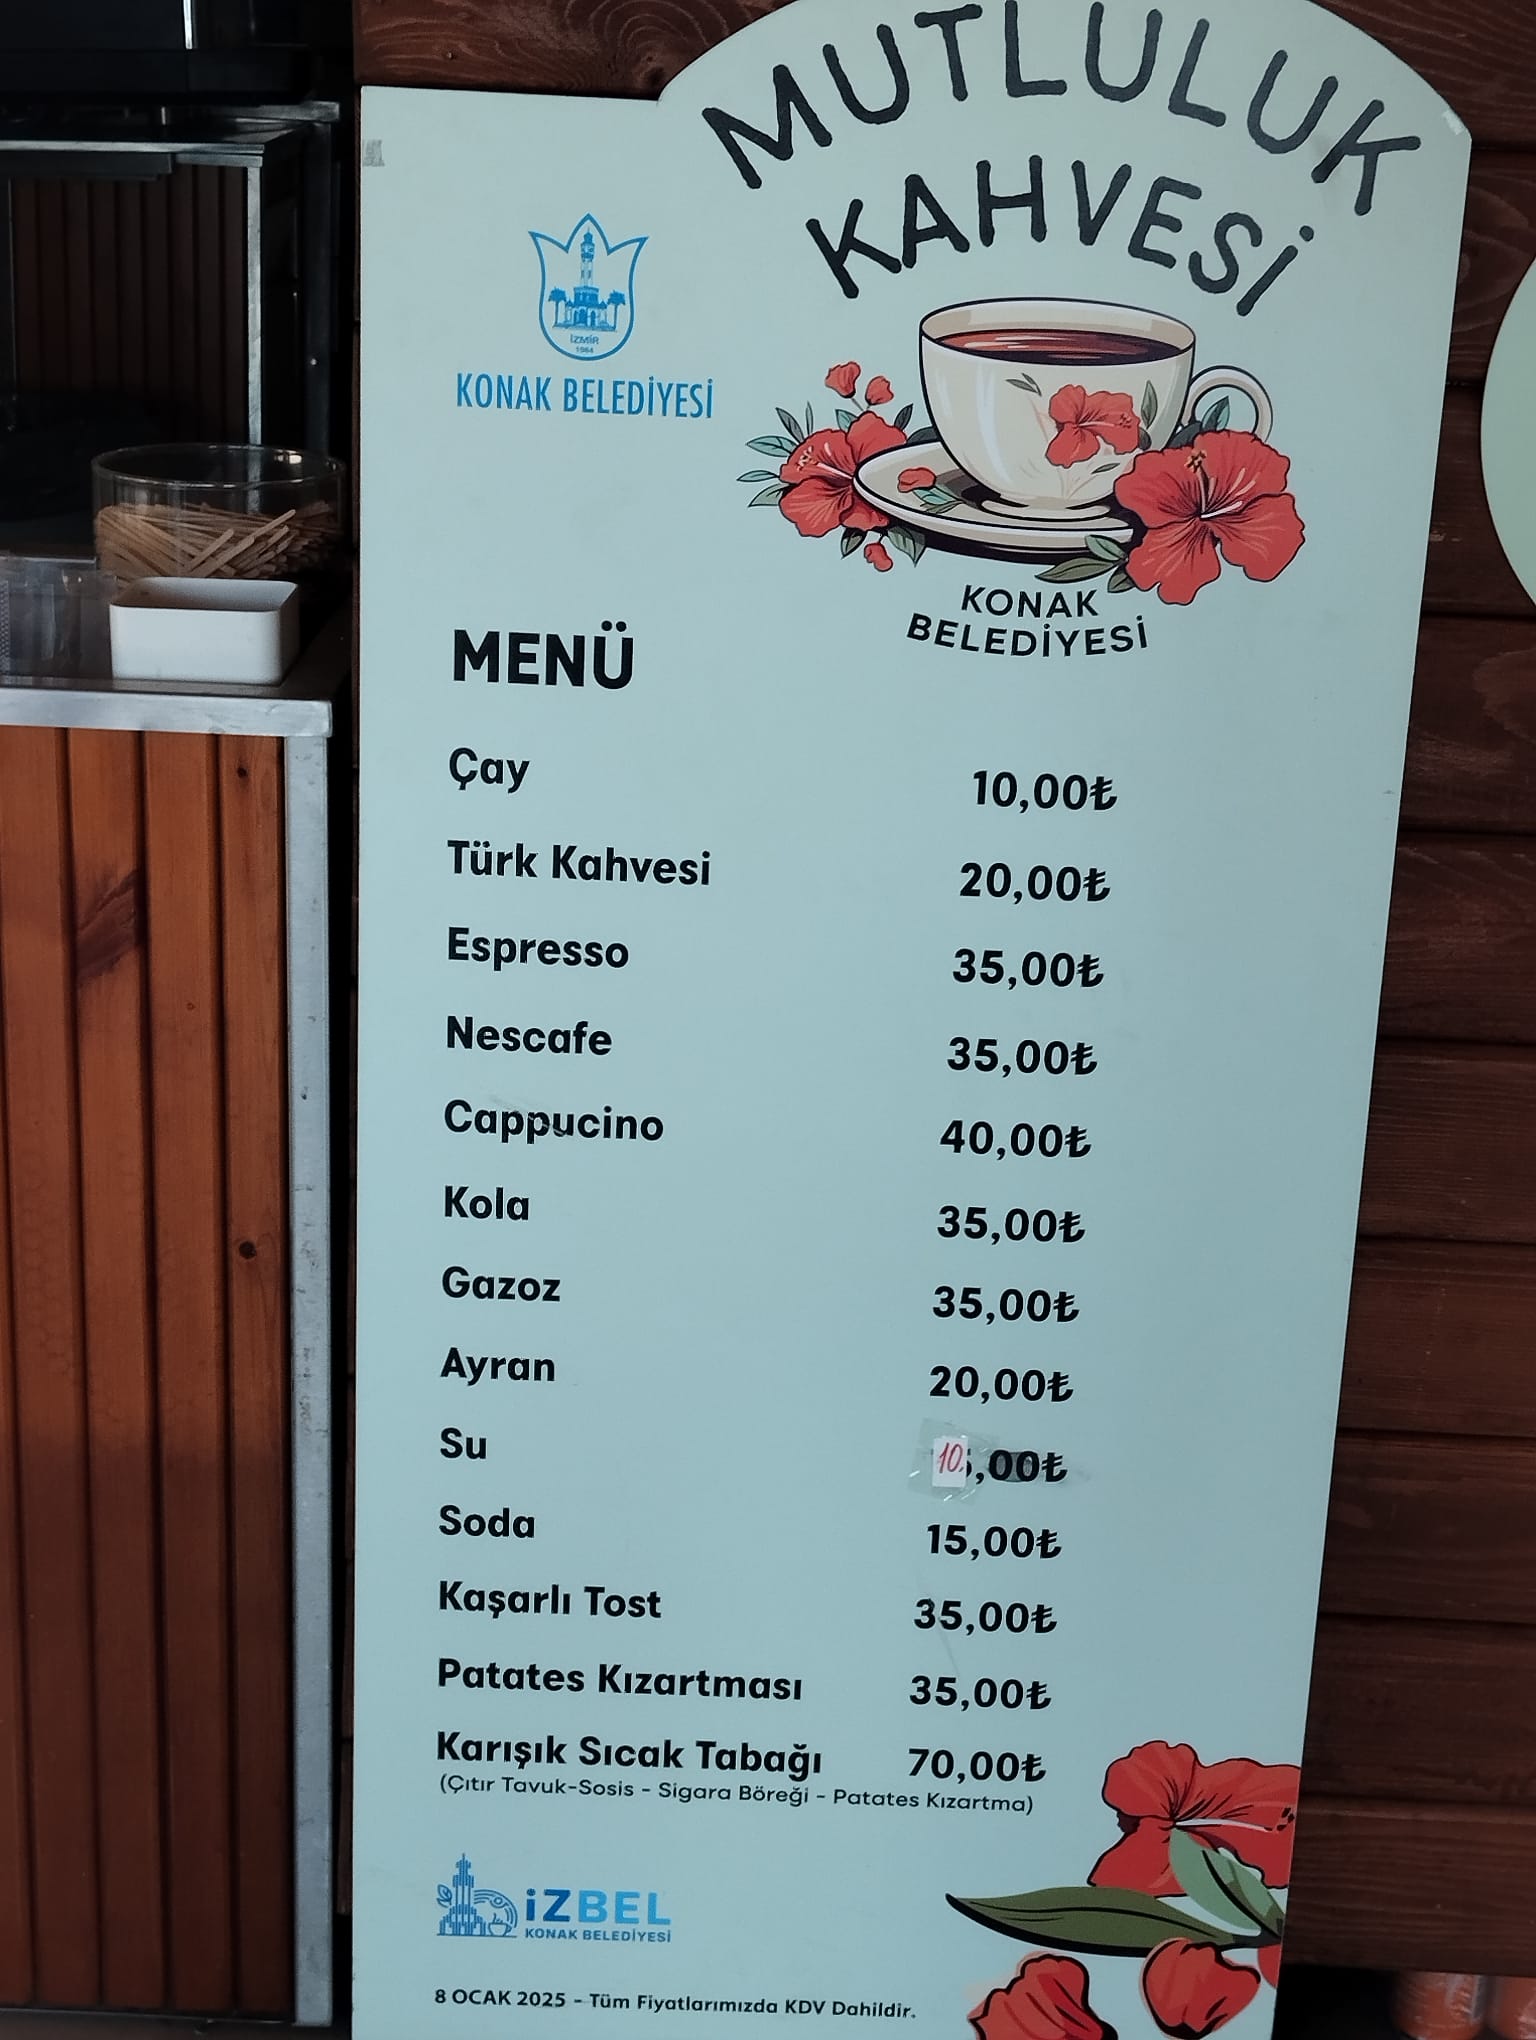 MUTLULUK
KAHVESİ
İZMİR
1984
KONAK BELEDİYESİ
KONAK
BELEDİYESİ
MENÜ
Çay 10,00₺
Türk Kahvesi 20,00₺
Espresso 35,00₺
Nescafe 35,00₺
Cappucino 40,00₺
Kola 35,00₺
Gazoz 35,00₺
Ayran 20,00₺
Su 10,00₺
Soda 15,00₺
Kaşarlı Tost 35,00₺
Patates Kızartması 35,00₺
Karışık Sıcak Tabağı 70,00₺
(Çıtır Tavuk-Sosis - Sigara Böreği - Patates Kızartma)
iZBEL
KONAK BELEDİYESİ
8 OCAK 2025 - Tüm Fiyatlarımızda KDV Dahildir.